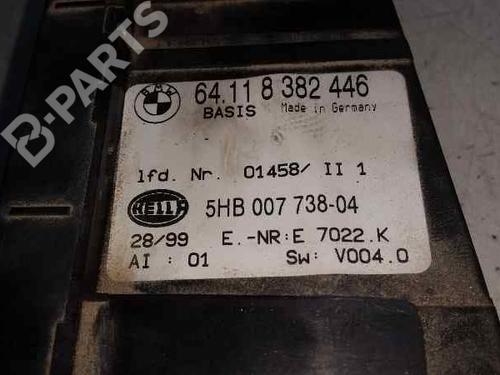 B-PARTS
BMW
64.11 8 382 446
BASIS Made in Germany
lfd. Nr. 01458/ II 1
HELLA 5HB 007 738-04
28/99 E.-NR:E 7022.K
AI : 01 SW: V004.0